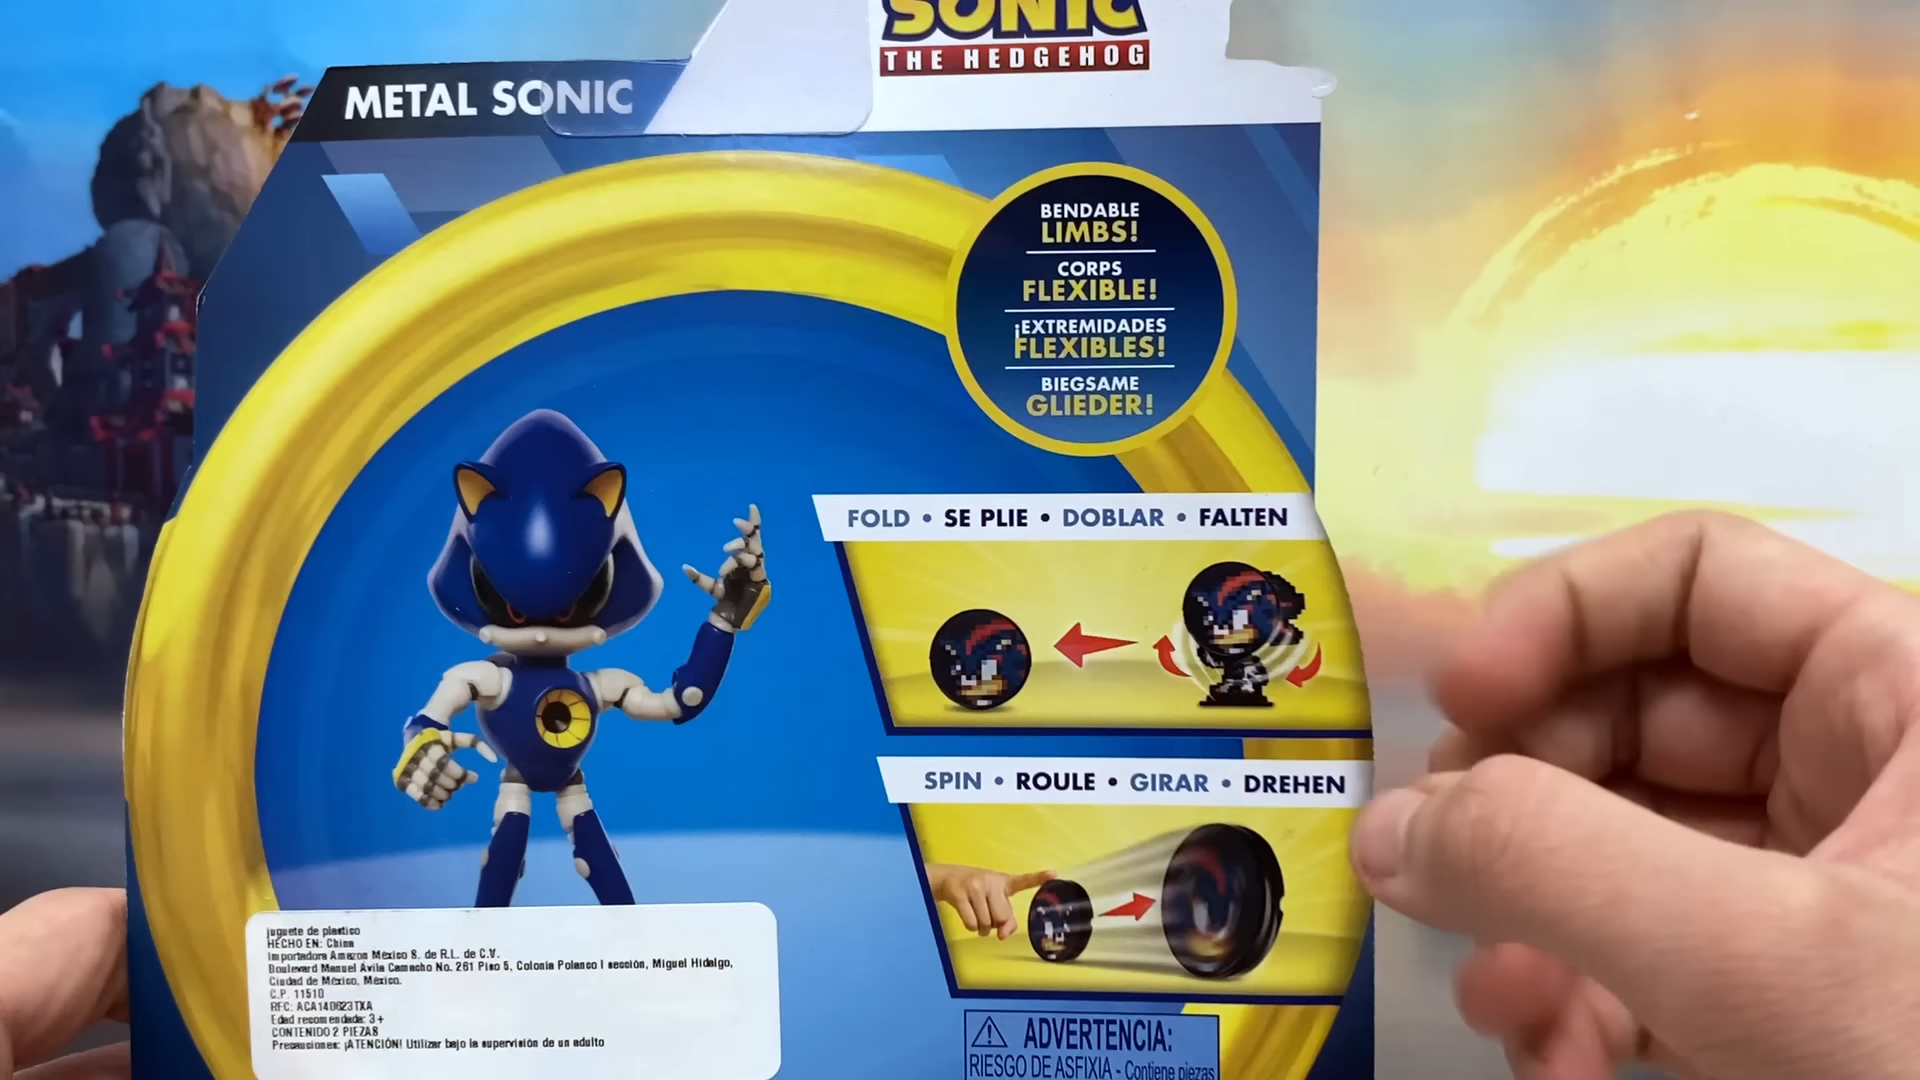 SONIC
THE HEDGEHOG
METAL SONIC
BENDABLE
LIMBS!
CORPS
FLEXIBLE!
¡EXTREMIDADES
FLEXIBLES!
BIEGSAME
GLIEDER!
FOLD • SE PLIE • DOBLAR • FALTEN
SPIN • ROULE • GIRAR • DREHEN
juguete de plastico
HECHO EN: China
Importadora Amazon México S. de R.L. de C.V.
Boulevard Manuel Ávila Camacho No. 261 Piso 5, Colonia Polanco I sección, Miguel Hidalgo,
Ciudad de México, México.
C.P. 11510
RFC: ACA140623TXA
Edad recomendada: 3+
CONTENIDO 2 PIEZAS
Precauciones: ¡ATENCIÓN! Utilizar bajo la supervisión de un adulto
ADVERTENCIA:
RIESGO DE ASFIXIA - Contiene piezas